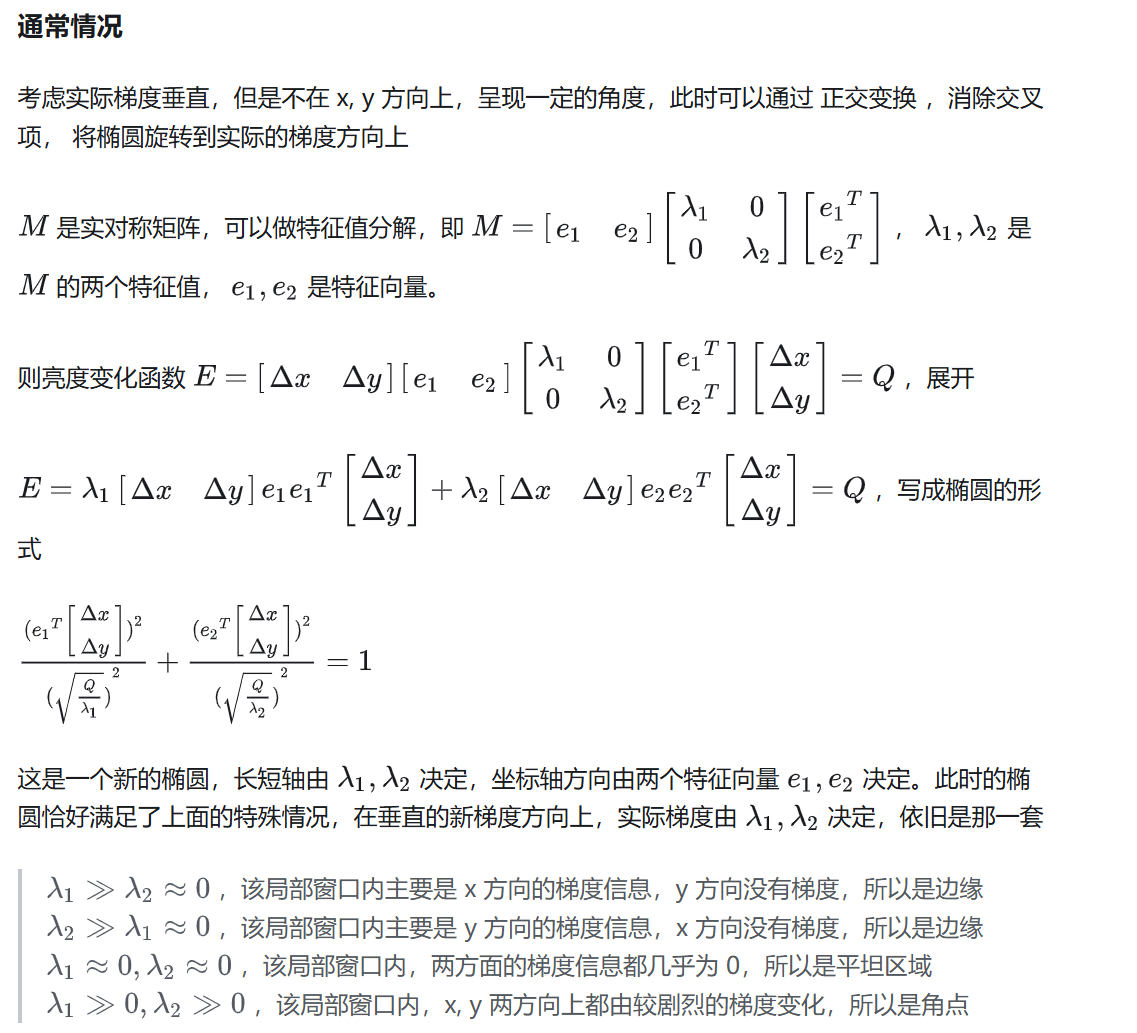 通常情况
考虑实际梯度垂直，但是不在 x, y 方向上，呈现一定的角度，此时可以通过 正交变换 ，消除交叉
项， 将椭圆旋转到实际的梯度方向上
$M$ 是实对称矩阵，可以做特征值分解，即 $M = \begin{bmatrix} e_1 & e_2 \end{bmatrix} \begin{bmatrix} \lambda_1 & 0 \\ 0 & \lambda_2 \end{bmatrix} \begin{bmatrix} {e_1}^T \\ {e_2}^T \end{bmatrix}$ ， $\lambda_1, \lambda_2$ 是
$M$ 的两个特征值， $e_1, e_2$ 是特征向量。
则亮度变化函数 $E = \begin{bmatrix} \Delta x & \Delta y \end{bmatrix} \begin{bmatrix} e_1 & e_2 \end{bmatrix} \begin{bmatrix} \lambda_1 & 0 \\ 0 & \lambda_2 \end{bmatrix} \begin{bmatrix} {e_1}^T \\ {e_2}^T \end{bmatrix} \begin{bmatrix} \Delta x \\ \Delta y \end{bmatrix} = Q$ ，展开
$E = \lambda_1 \begin{bmatrix} \Delta x & \Delta y \end{bmatrix} e_1 {e_1}^T \begin{bmatrix} \Delta x \\ \Delta y \end{bmatrix} + \lambda_2 \begin{bmatrix} \Delta x & \Delta y \end{bmatrix} e_2 {e_2}^T \begin{bmatrix} \Delta x \\ \Delta y \end{bmatrix} = Q$ ，写成椭圆的形
式
$\frac{({e_1}^T \begin{bmatrix} \Delta x \\ \Delta y \end{bmatrix})^2}{(\sqrt{\frac{Q}{\lambda_1}})^2} + \frac{({e_2}^T \begin{bmatrix} \Delta x \\ \Delta y \end{bmatrix})^2}{(\sqrt{\frac{Q}{\lambda_2}})^2} = 1$
这是一个新的椭圆，长短轴由 $\lambda_1, \lambda_2$ 决定，坐标轴方向由两个特征向量 $e_1, e_2$ 决定。此时的椭
圆恰好满足了上面的特殊情况，在垂直的新梯度方向上，实际梯度由 $\lambda_1, \lambda_2$ 决定，依旧是那一套
$\lambda_1 \gg \lambda_2 \approx 0$ ，该局部窗口内主要是 x 方向的梯度信息，y 方向没有梯度，所以是边缘
$\lambda_2 \gg \lambda_1 \approx 0$ ，该局部窗口内主要是 y 方向的梯度信息，x 方向没有梯度，所以是边缘
$\lambda_1 \approx 0, \lambda_2 \approx 0$ ，该局部窗口内，两方面的梯度信息都几乎为 0，所以是平坦区域
$\lambda_1 \gg 0, \lambda_2 \gg 0$ ，该局部窗口内，x, y 两方向上都由较剧烈的梯度变化，所以是角点